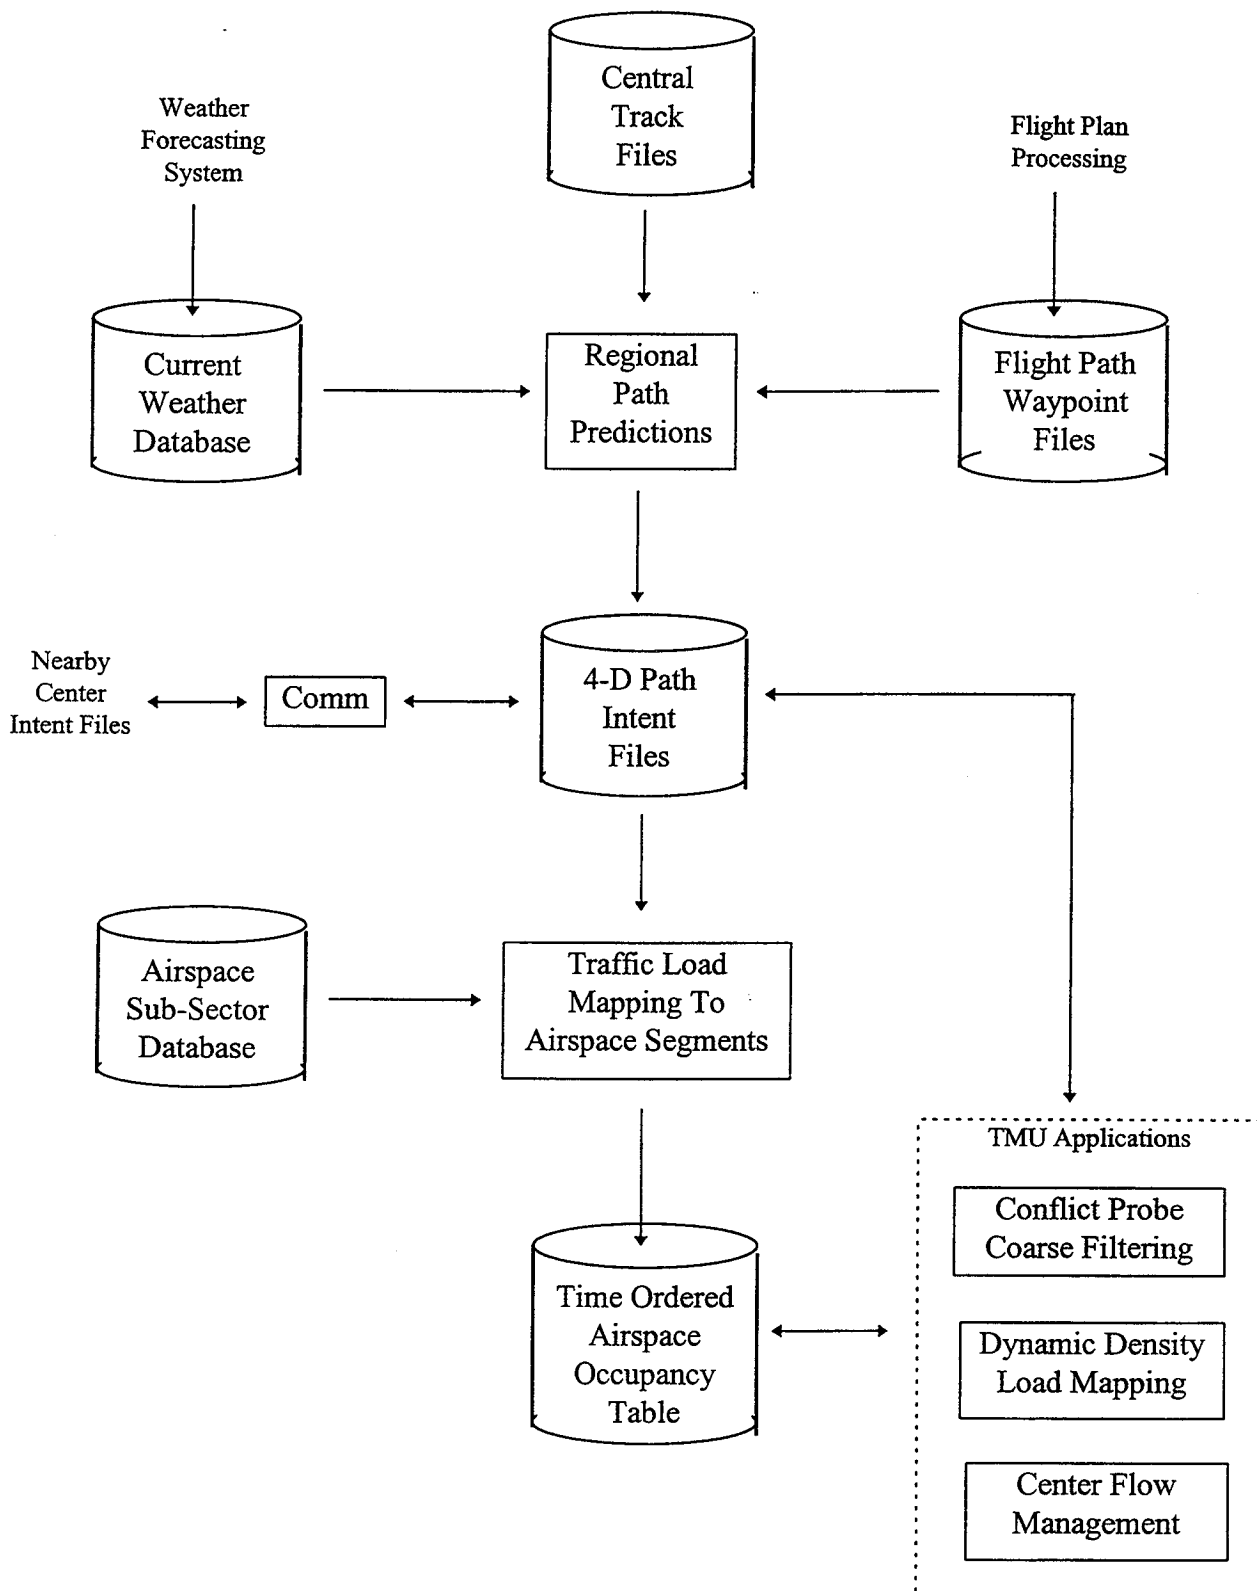 Central
Track
Files
Weather
Forecasting
System
Flight Plan
Processing
Current
Weather
Database
Regional
Path
Predictions
Flight Path
Waypoint
Files
Nearby
Center
Intent Files
Comm
4-D Path
Intent
Files
Airspace
Sub-Sector
Database
Traffic Load
Mapping To
Airspace Segments
TMU Applications
Conflict Probe
Coarse Filtering
Time Ordered
Airspace
Occupancy
Table
Dynamic Density
Load Mapping
Center Flow
Management